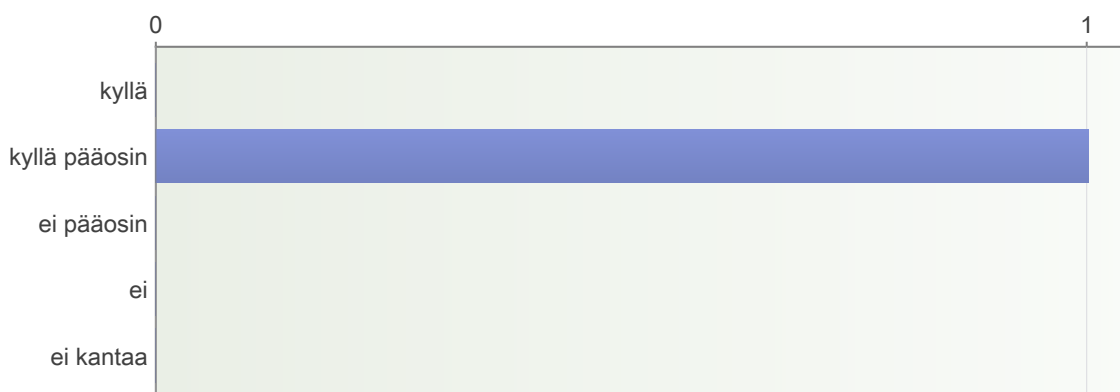 0 1
kyllä
kyllä pääosin
ei pääosin
ei
ei kantaa